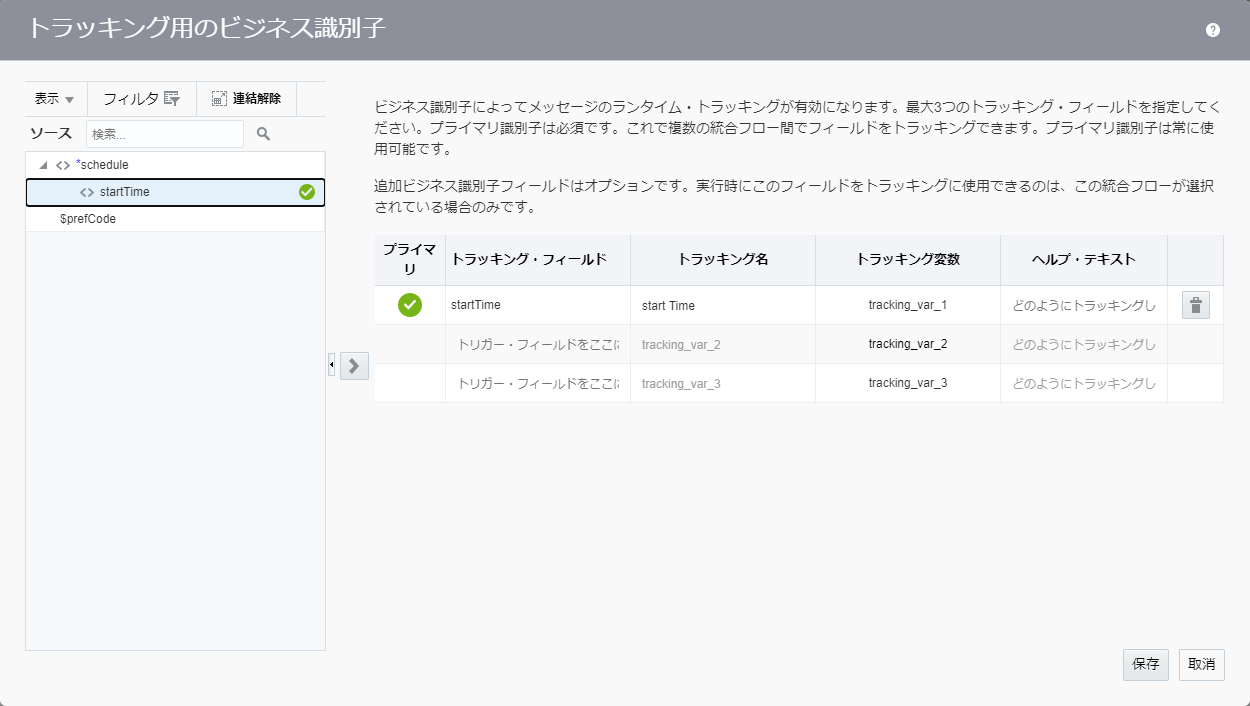 トラッキング用のビジネス識別子
表示
フィルタ
連結解除
ソース
検索...
*schedule
startTime
$prefCode
ビジネス識別子によってメッセージのランタイム・トラッキングが有効になります。最大3つのトラッキング・フィールドを指定してく
ださい。プライマリ識別子は必須です。これで複数の統合フロー間でフィールドをトラッキングできます。プライマリ識別子は常に使
用可能です。
追加ビジネス識別子フィールドはオプションです。実行時にこのフィールドをトラッキングに使用できるのは、この統合フローが選択
されている場合のみです。
プライマ
リ
トラッキング・フィールド
トラッキング名
トラッキング変数
ヘルプ・テキスト
startTime
start Time
tracking_var_1
どのようにトラッキングし
トリガー・フィールドをここに
tracking_var_2
tracking_var_2
どのようにトラッキングし
トリガー・フィールドをここに
tracking_var_3
tracking_var_3
どのようにトラッキングし
保存
取消